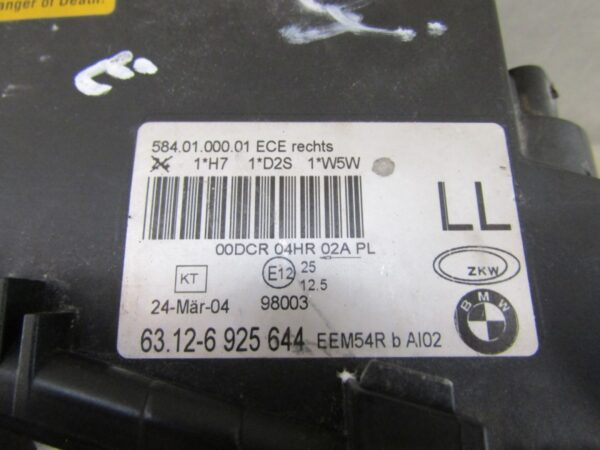 anger of Death!
584.01.000.01 ECE rechts
1*H7 1*D2S 1*W5W
LL
00DCR 04HR 02A PL
KT
E12
25
12.5
ZKW
24-Mär-04 98003
BMW
63.12-6 925 644 EEM54R b AI02